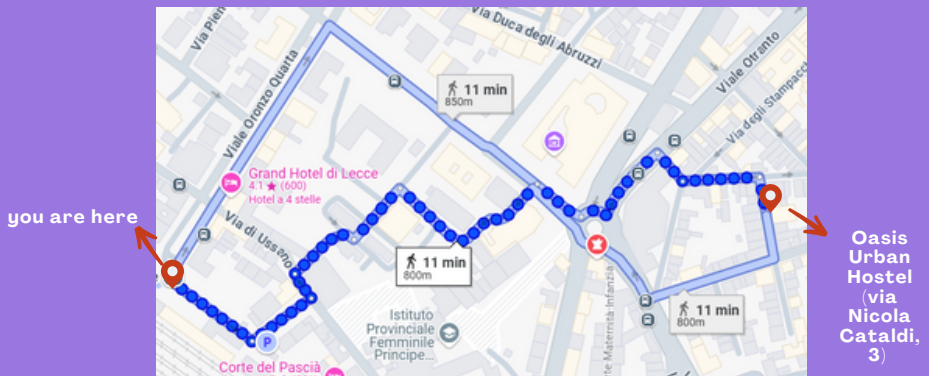 Via Pien
Via Duca degli Abruzzi
Viale Otranto
Viale Oronzo Quarta
11 min
850m
Via degli Stampacc
Grand Hotel di Lecce
4.1 ★ (600)
Hotel a 4 stelle
you are here
Via di Ussano
11 min
800m
Oasis
Urban
Hostel
(via
Nicola
Cataldi,
3)
11 min
800m
Istituto
Provinciale
Femminile
Principe...
e Maternità Infanzia
P
Corte del Pascià